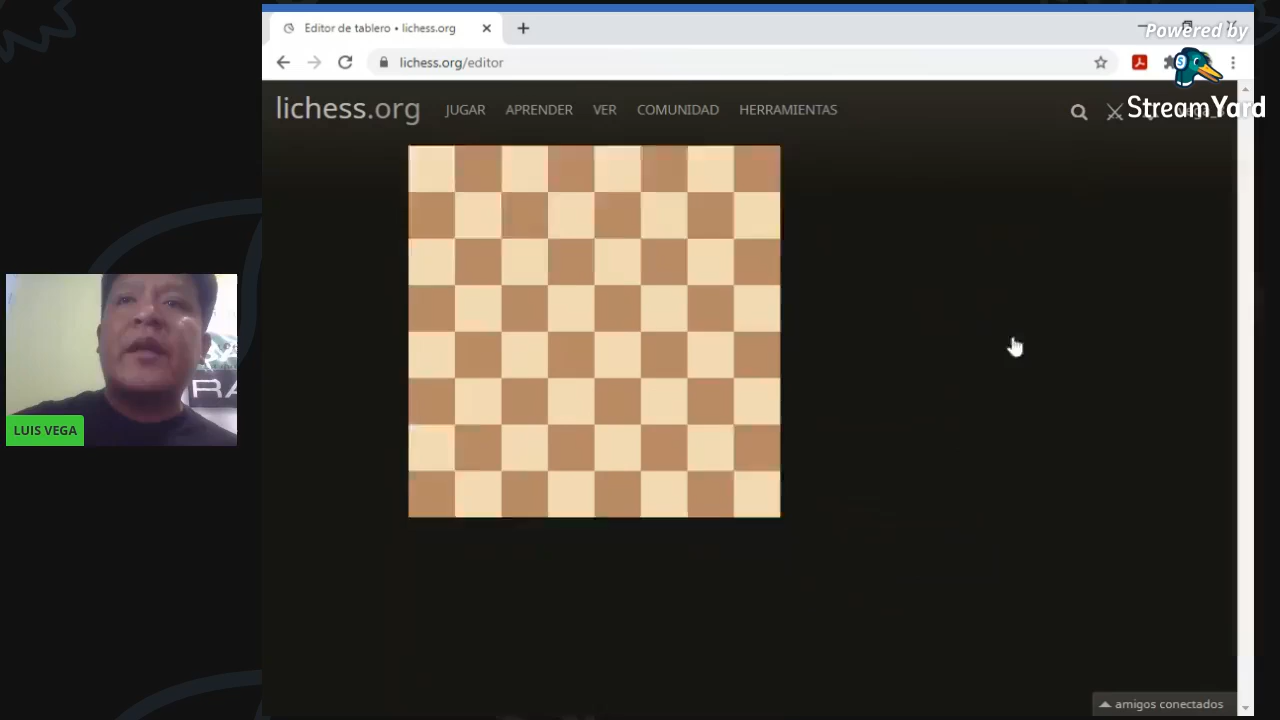 Editor de tablero • lichess.org
Powered by
lichess.org/editor
StreamYard
lichess.org
JUGAR
APRENDER
VER
COMUNIDAD
HERRAMIENTAS
RA
LUIS VEGA
amigos conectados